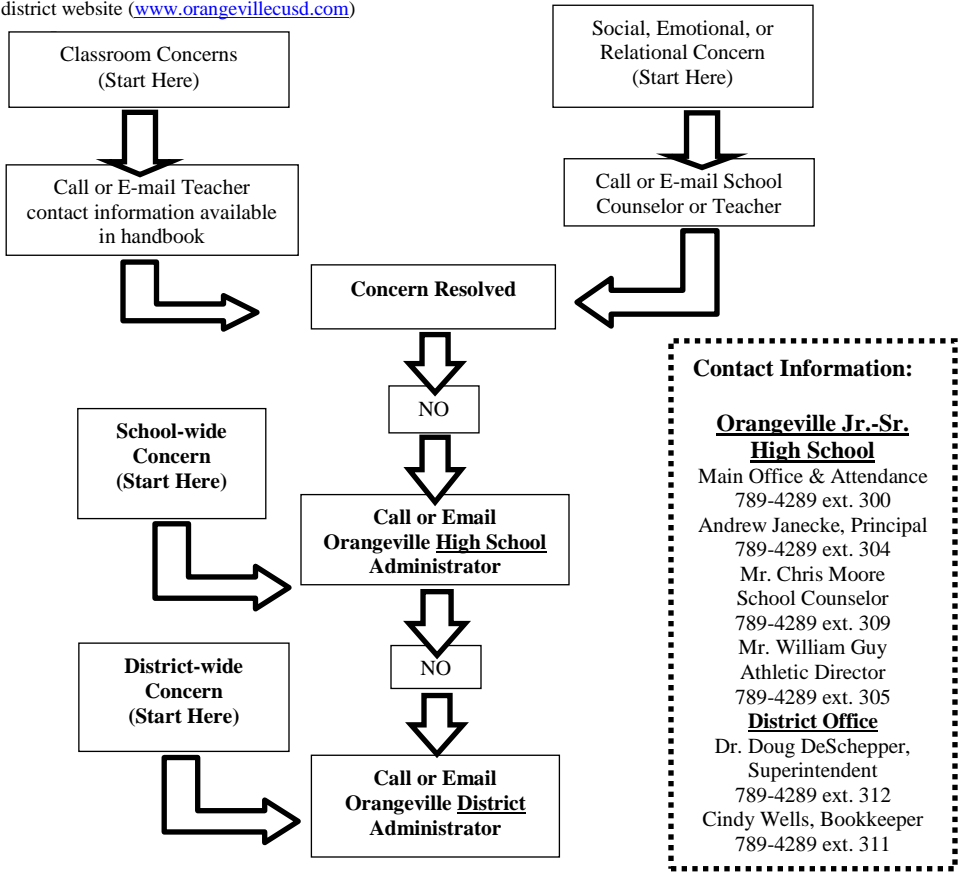 district website (www.orangevillecusd.com)
Classroom Concerns
(Start Here)
Social, Emotional, or
Relational Concern
(Start Here)
Call or E-mail Teacher
contact information available
in handbook
Call or E-mail School
Counselor or Teacher
Concern Resolved
NO
School-wide
Concern
(Start Here)
Call or Email
Orangeville High School
Administrator
NO
District-wide
Concern
(Start Here)
Call or Email
Orangeville District
Administrator
Contact Information:
Orangeville Jr.-Sr.
High School
Main Office & Attendance
789-4289 ext. 300
Andrew Janecke, Principal
789-4289 ext. 304
Mr. Chris Moore
School Counselor
789-4289 ext. 309
Mr. William Guy
Athletic Director
789-4289 ext. 305
District Office
Dr. Doug DeSchepper,
Superintendent
789-4289 ext. 312
Cindy Wells, Bookkeeper
789-4289 ext. 311